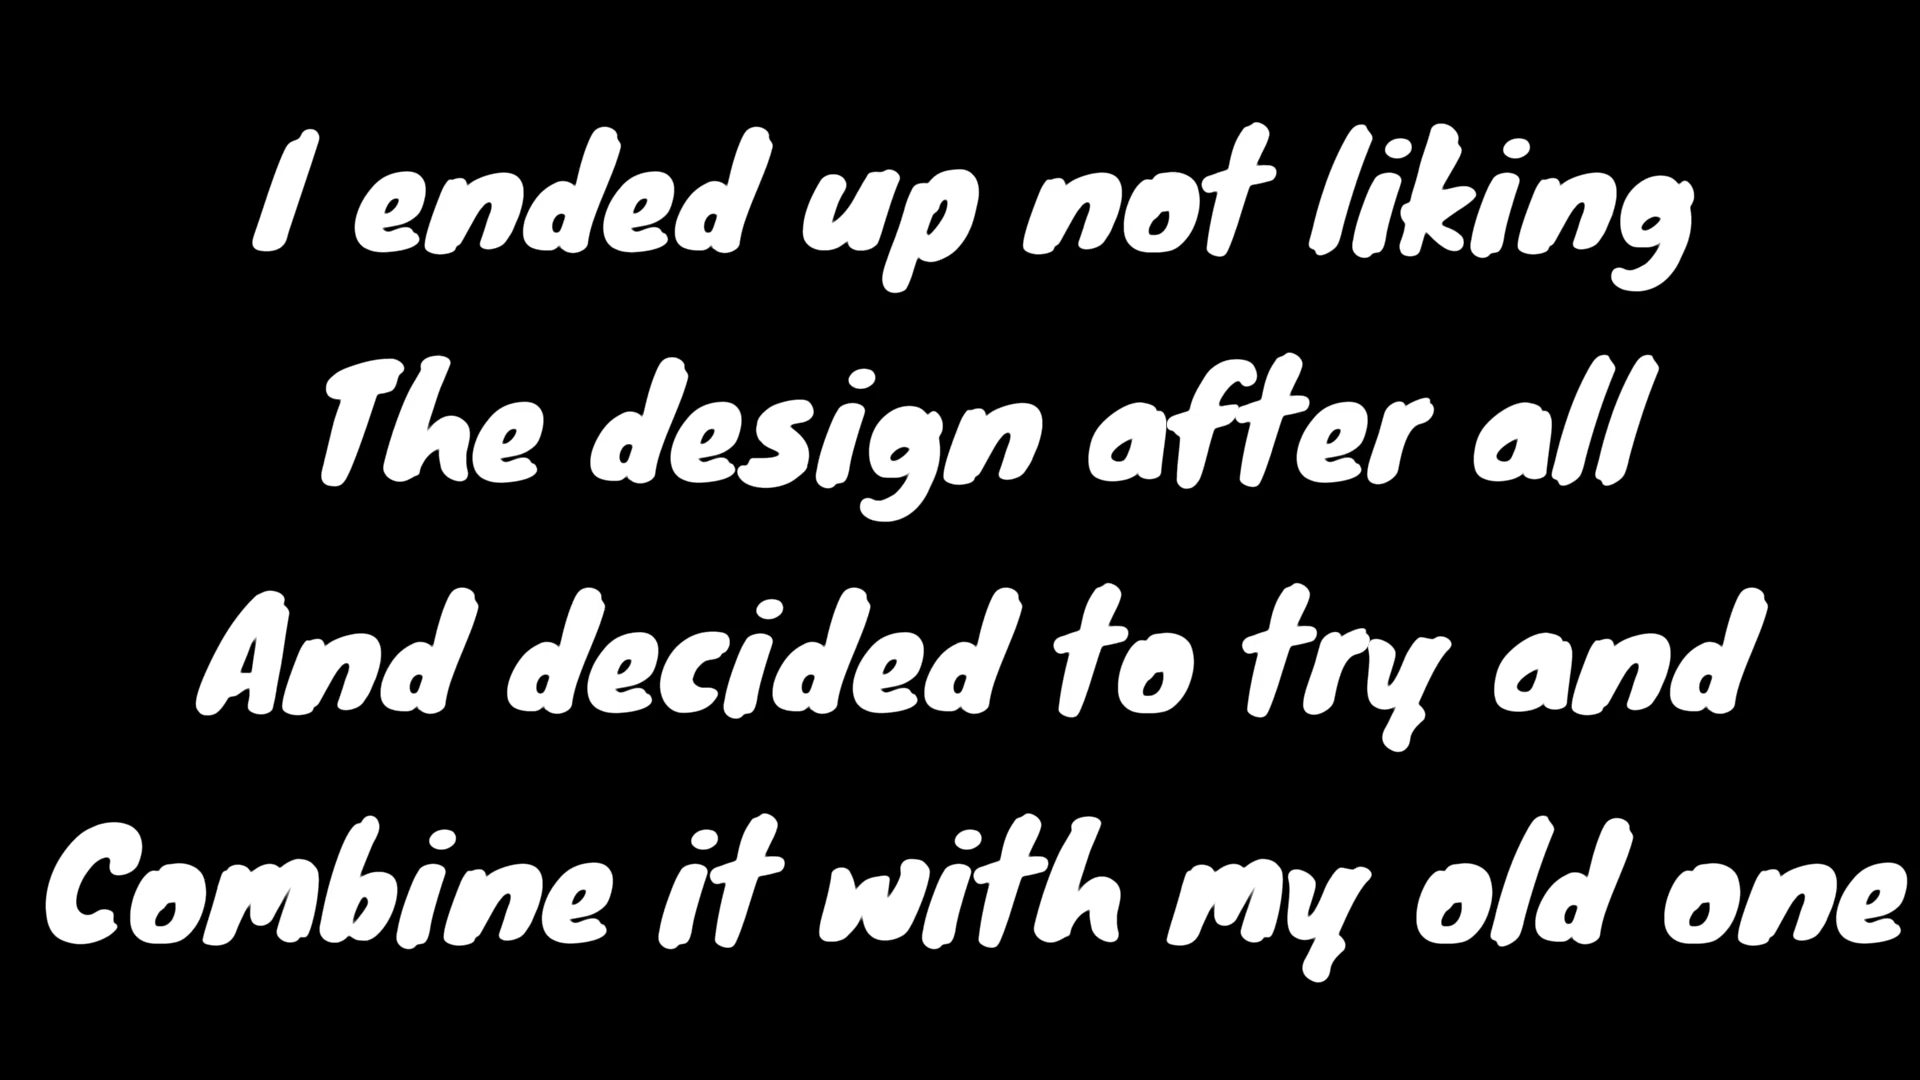 I ended up not liking
The design after all
And decided to try and
Combine it with my old one